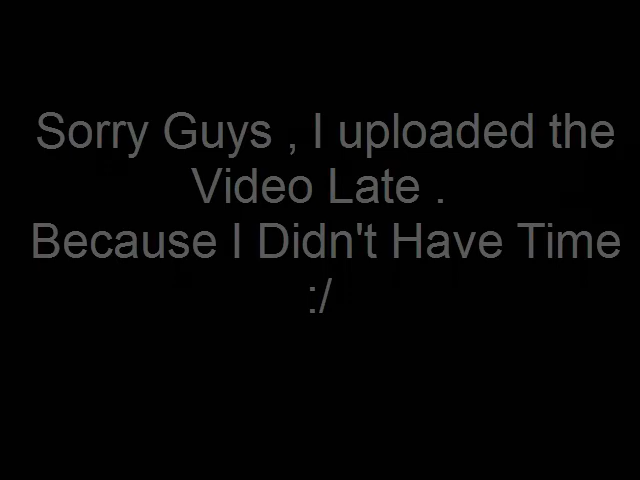 Sorry Guys , I uploaded the
Video Late .
Because I Didn't Have Time
:/